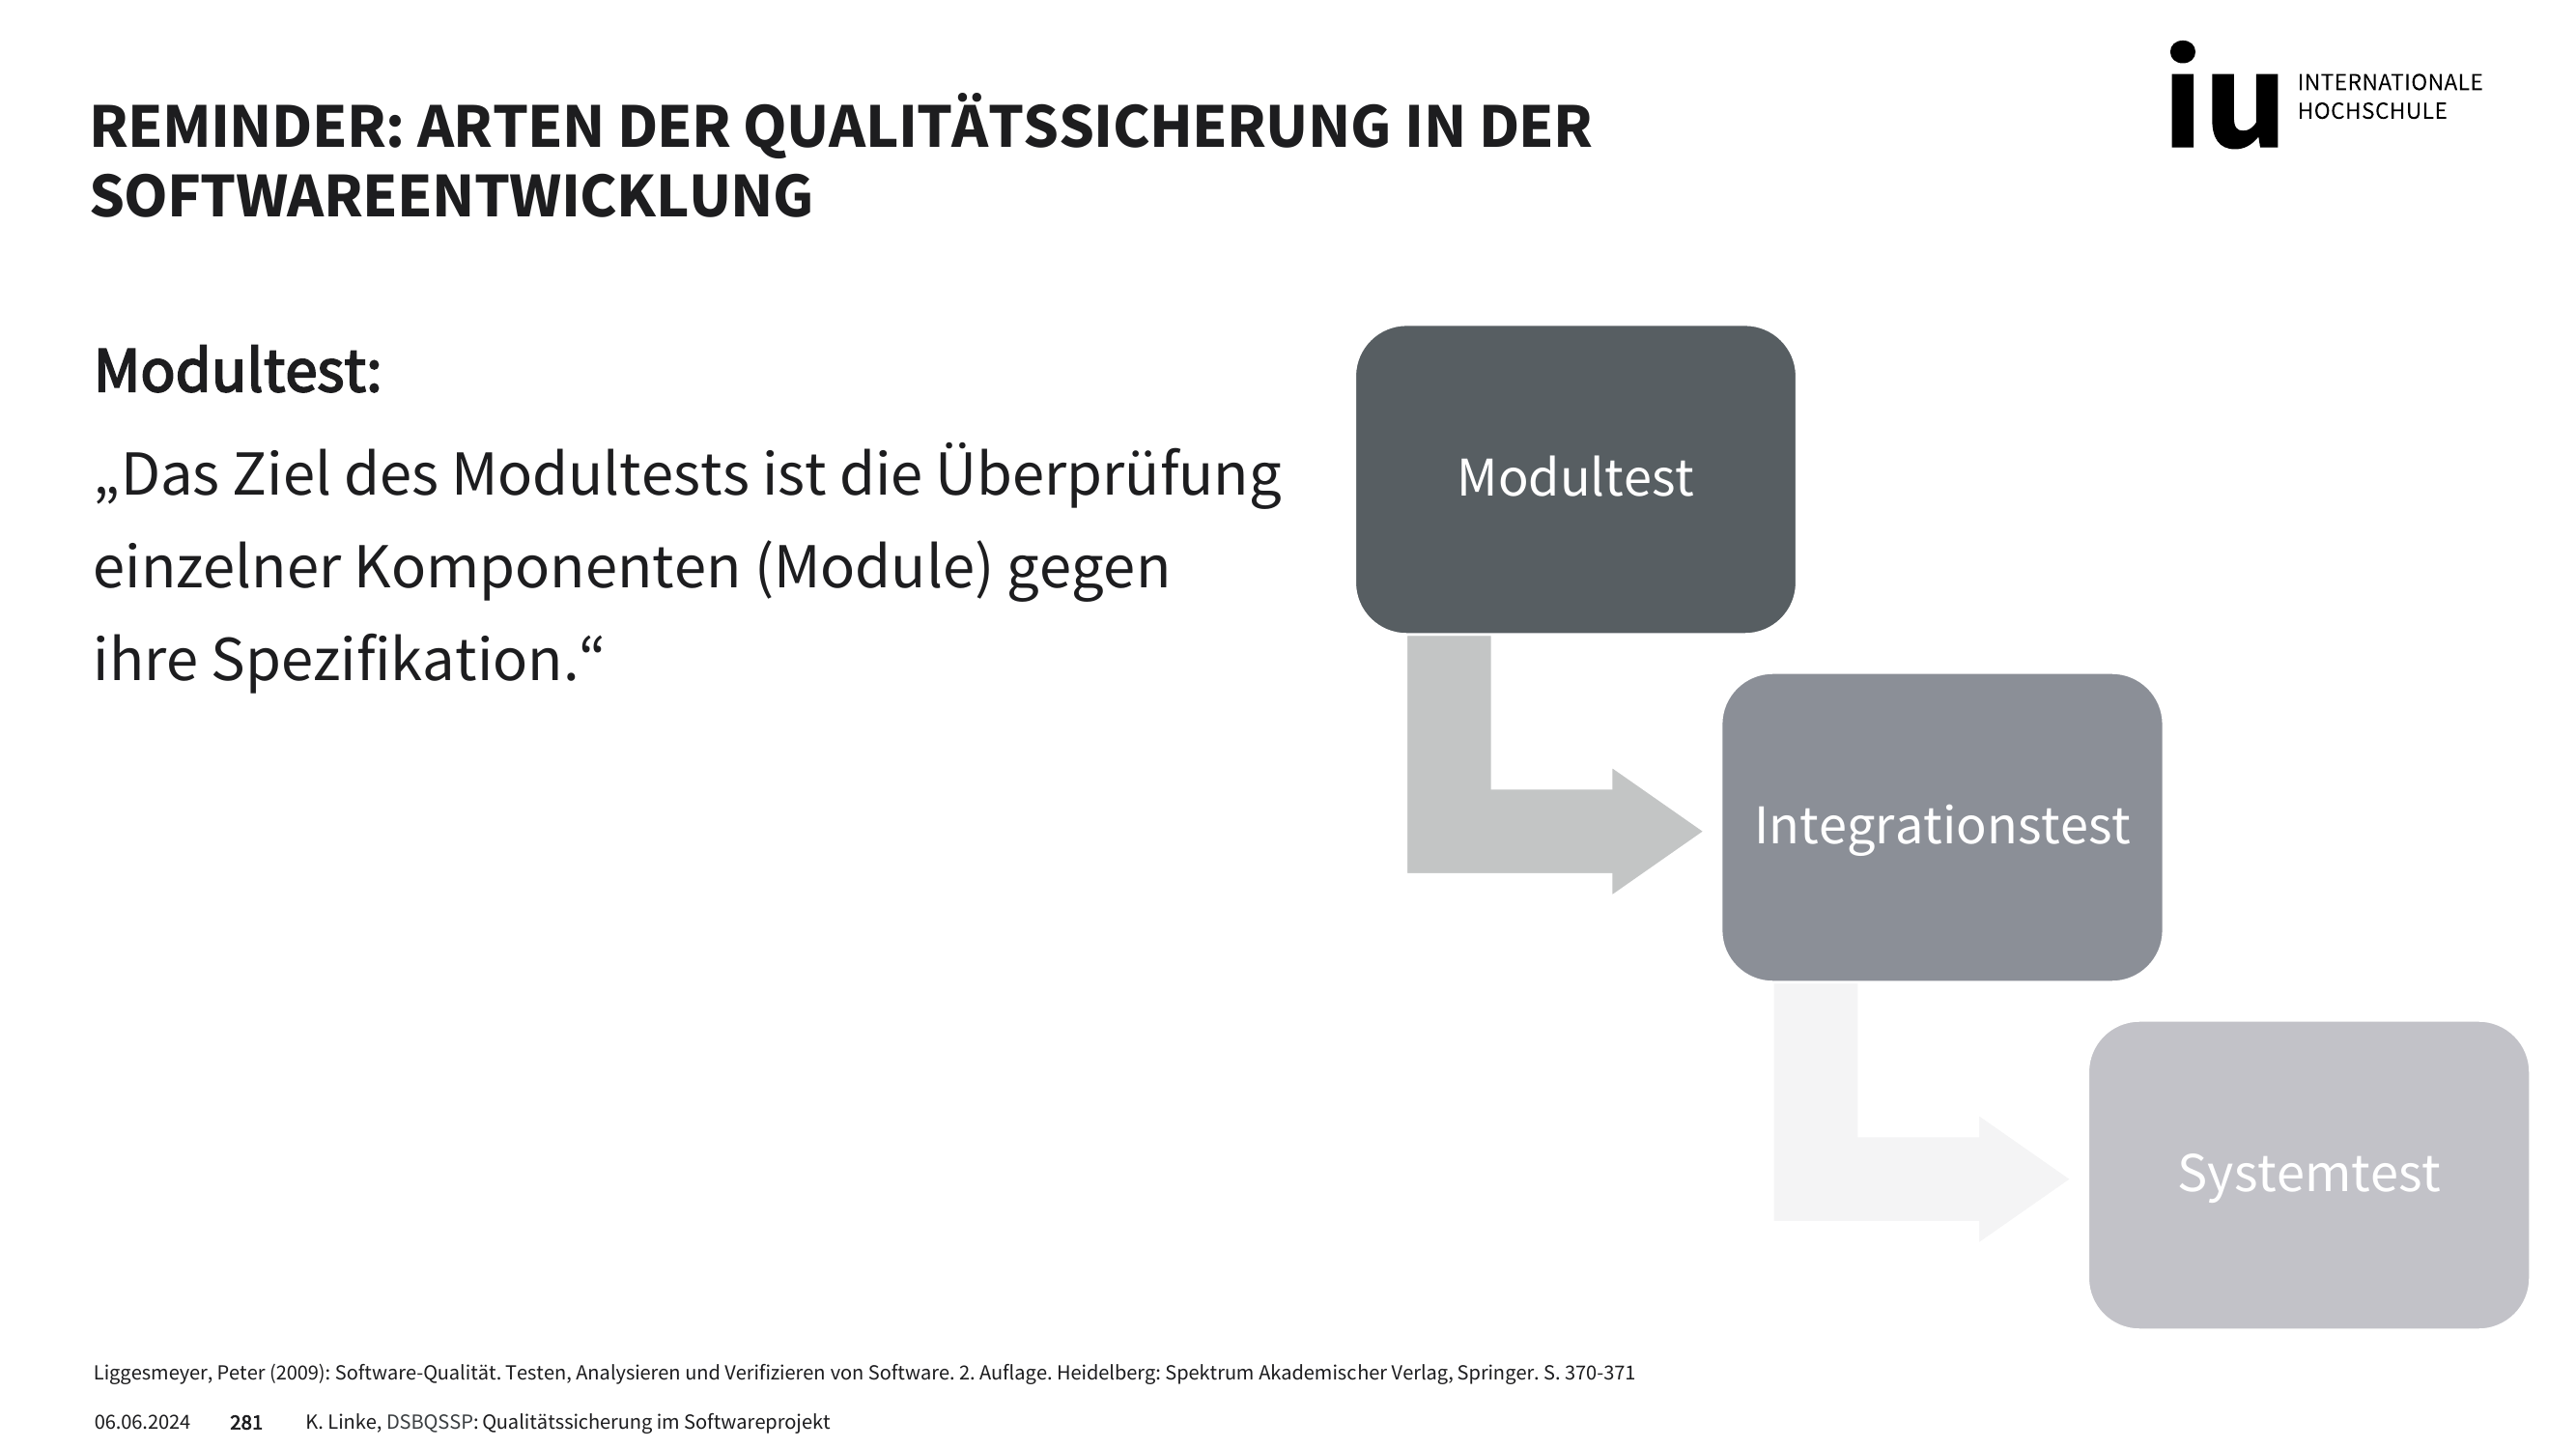 REMINDER: ARTEN DER QUALITÄTSSICHERUNG IN DER
SOFTWAREENTWICKLUNG
iu INTERNATIONALE
HOCHSCHULE
Modultest:
„Das Ziel des Modultests ist die Überprüfung
einzelner Komponenten (Module) gegen
ihre Spezifikation.“
Modultest
Integrationstest
Systemtest
Liggesmeyer, Peter (2009): Software-Qualität. Testen, Analysieren und Verifizieren von Software. 2. Auflage. Heidelberg: Spektrum Akademischer Verlag, Springer. S. 370-371
06.06.2024 281 K. Linke, DSBQSSP: Qualitätssicherung im Softwareprojekt